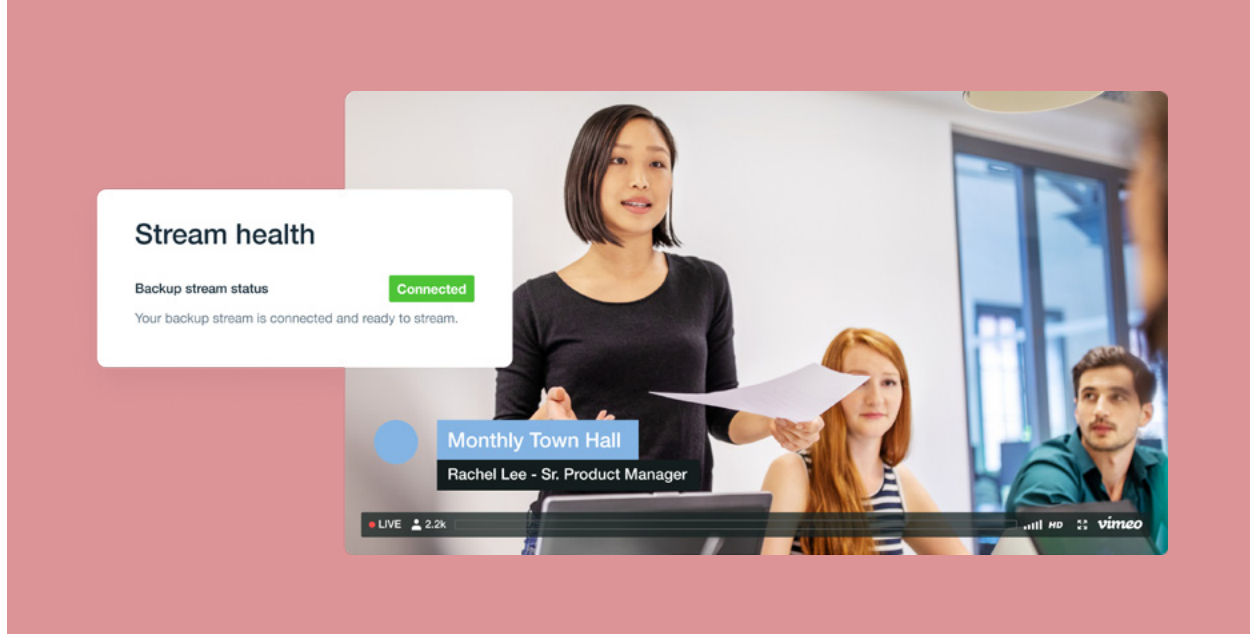 Stream health
Backup stream status Connected
Your backup stream is connected and ready to stream.
Monthly Town Hall
Rachel Lee - Sr. Product Manager
LIVE 2.2k HD vimeo